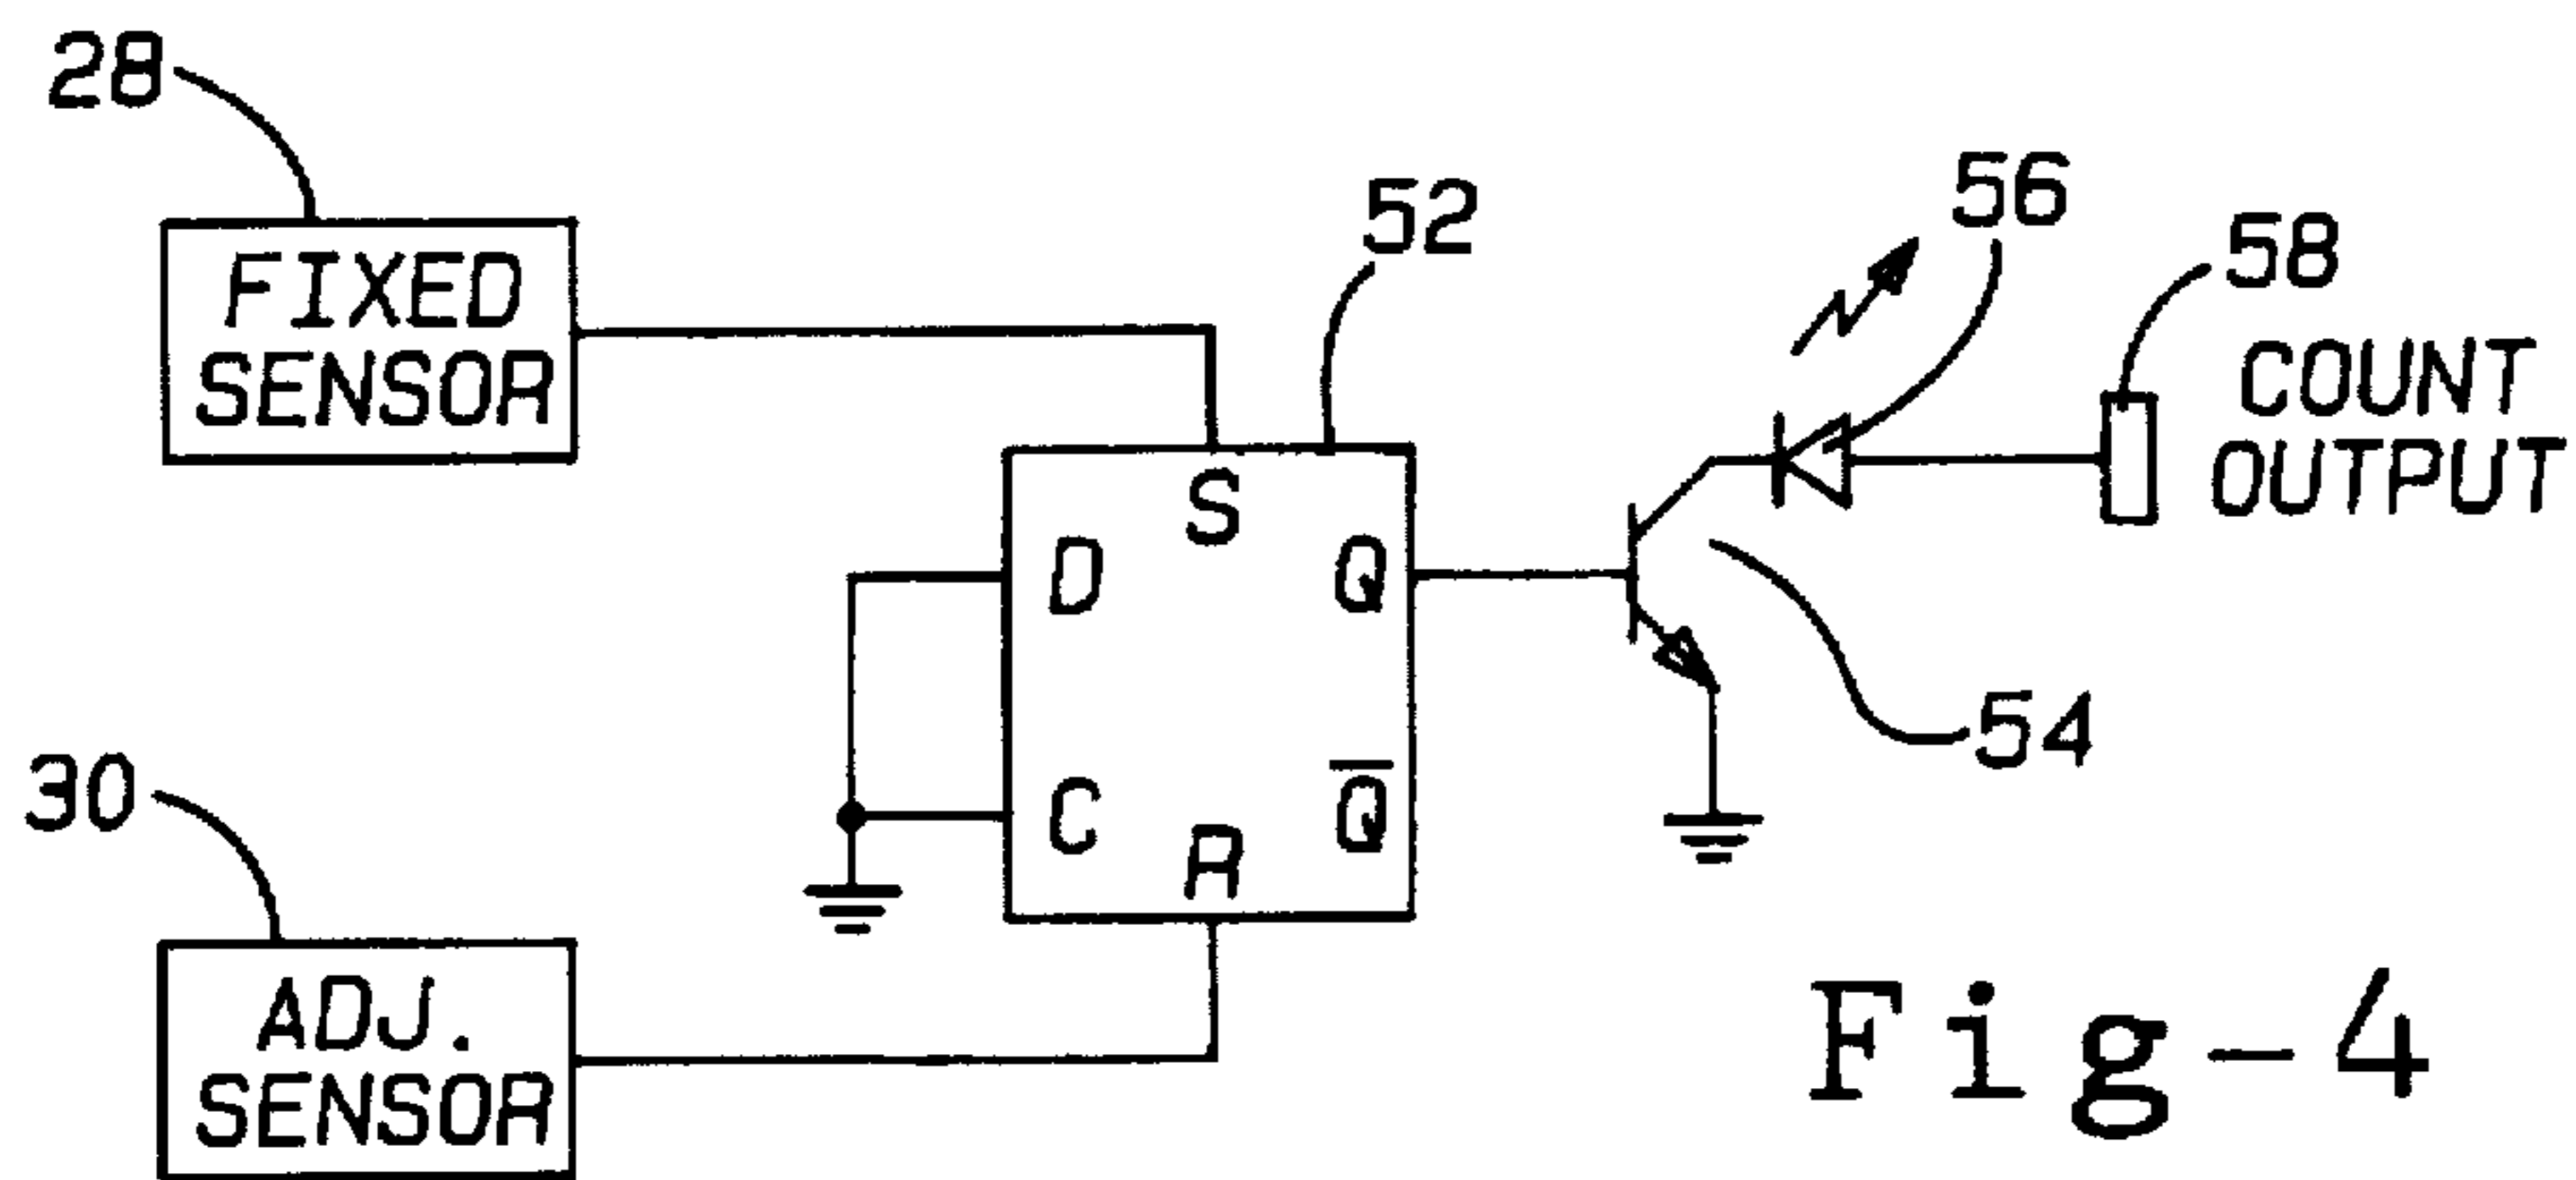 28
FIXED
SENSOR
52
56
58
COUNT
OUTPUT
S
D
Q
C
R
Q̅
54
30
ADJ.
SENSOR
Fig-4